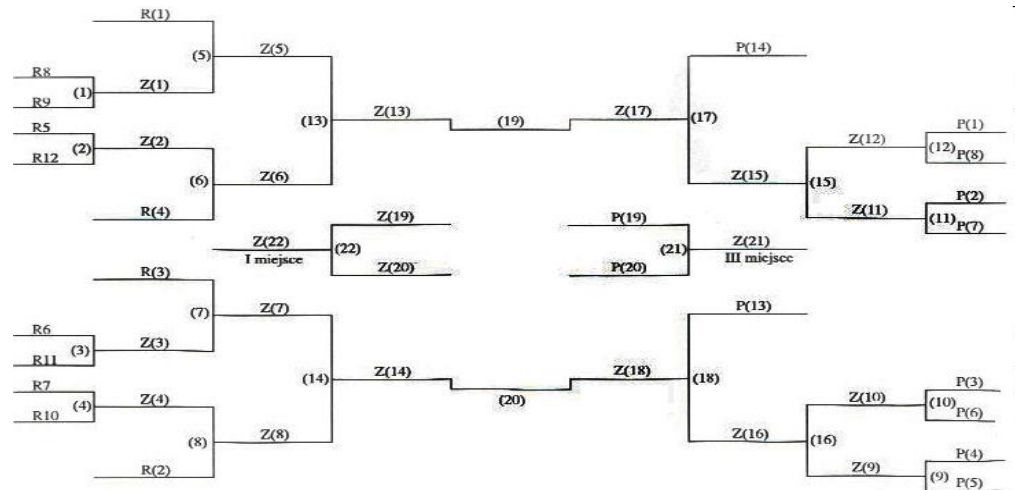 R(1)
(5) Z(5) P(14)
R8
(1) Z(1)
R9
(13) Z(13) (19) Z(17) (17)
R5
(2) Z(2)
R12
Z(12) P(1)
(12)
P(8)
(6) Z(6) Z(15) (15)
R(4)
Z(11) P(2)
(11)
P(7)
Z(19) P(19)
Z(22) (22) (21) Z(21)
I miejsce III miejsce
Z(20) P(20)
R(3)
(7) Z(7) P(13)
R6
(3) Z(3)
R11
(14) Z(14) (20) Z(18) (18)
R7
(4) Z(4)
R10
Z(10) P(3)
(10)
P(6)
(8) Z(8) Z(16) (16)
R(2)
Z(9) P(4)
(9)
P(5)